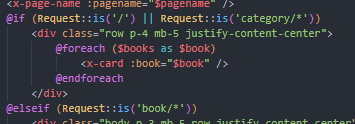 <x-page-name :pagename="$pagename" />
@if (Request::is('/') || Request::is('category/*'))
<div class="row p-4 mb-5 justify-content-center">
@foreach ($books as $book)
<x-card :book="$book" />
@endforeach
</div>
@elseif (Request::is('book/*'))
<div class="body p-3 mb-5 row justify-content-center">